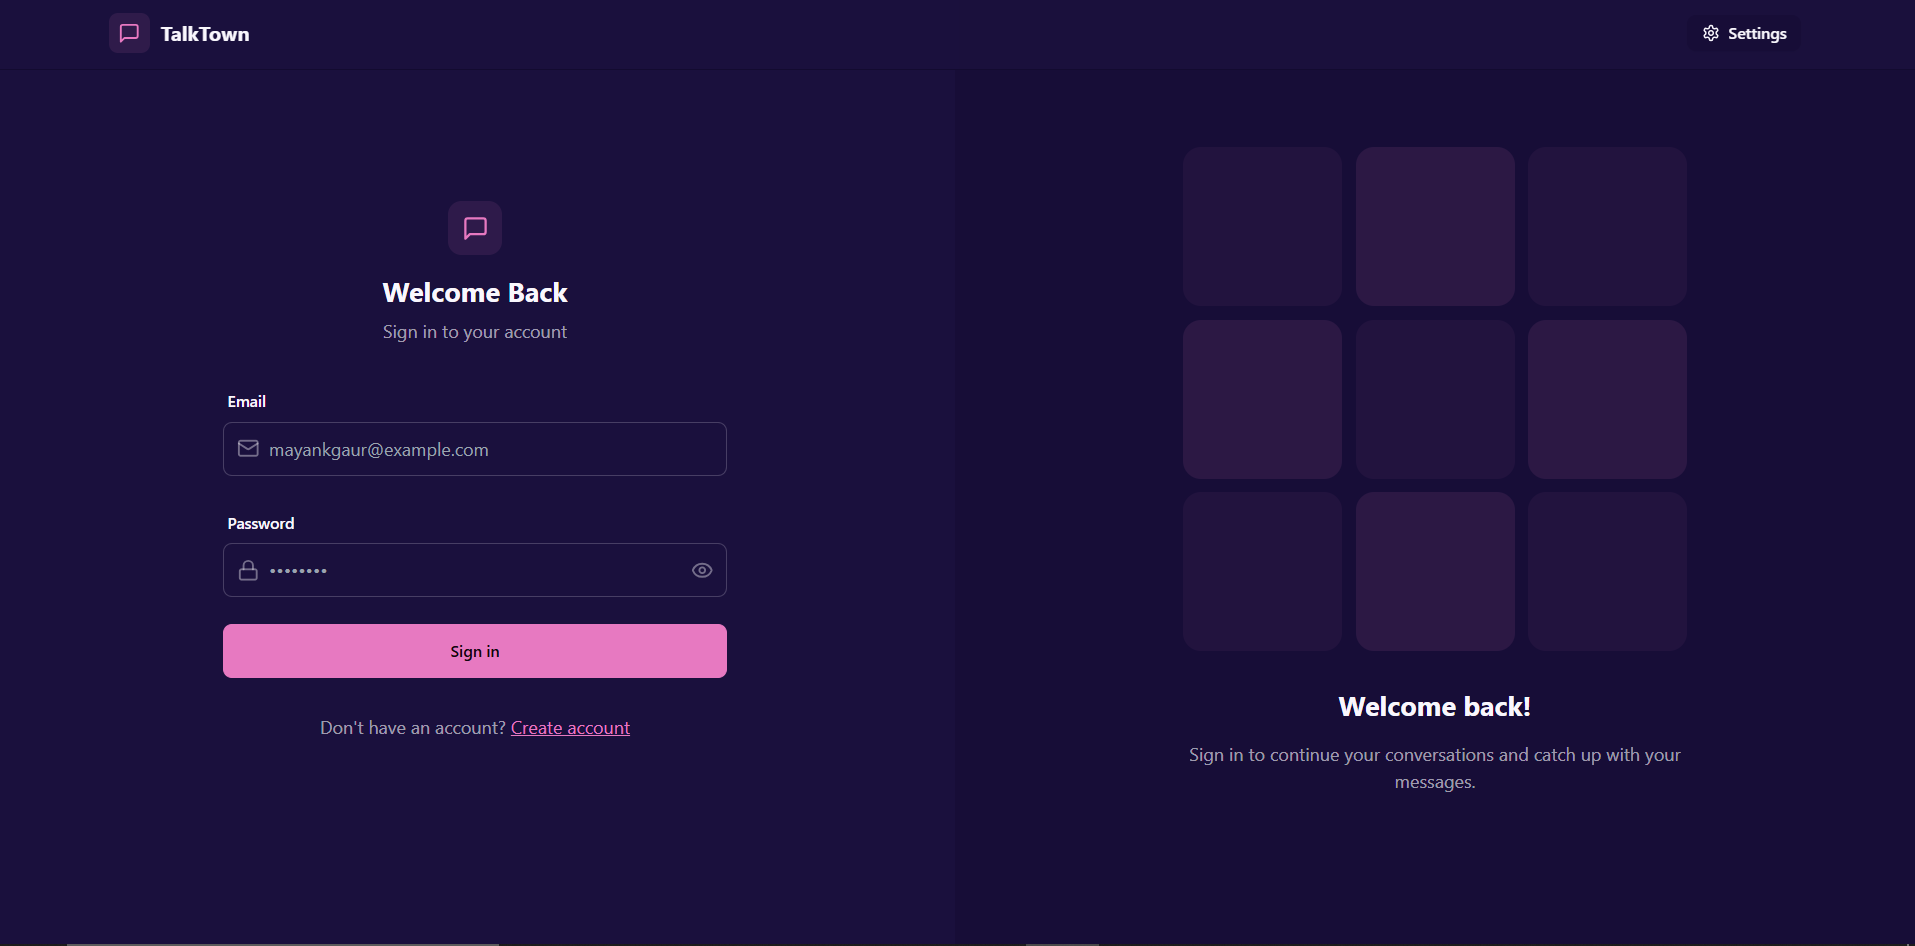 TalkTown
Settings
Welcome Back
Sign in to your account
Email
mayankgaur@example.com
Password
••••••••
Sign in
Don't have an account? Create account
Welcome back!
Sign in to continue your conversations and catch up with your
messages.